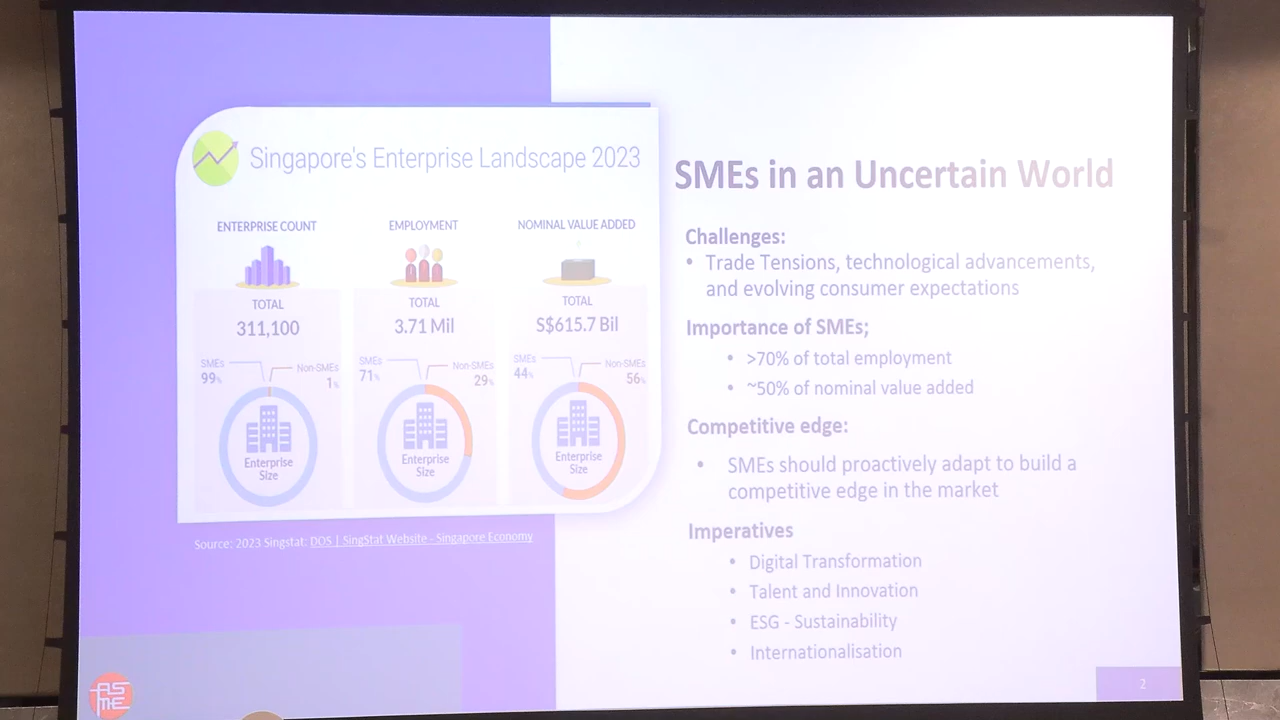 Singapore's Enterprise Landscape 2023
ENTERPRISE COUNT
TOTAL
311,100
SMEs
99%
Non-SMEs
1%
Enterprise
Size
EMPLOYMENT
TOTAL
3.71 Mil
SMEs
71%
Non-SMEs
29%
Enterprise
Size
NOMINAL VALUE ADDED
TOTAL
S$615.7 Bil
SMEs
44%
Non-SMEs
56%
Enterprise
Size
Source: 2023 Singstat: DOS | SingStat Website - Singapore Economy
ASME
SMEs in an Uncertain World
Challenges:
• Trade Tensions, technological advancements,
and evolving consumer expectations
Importance of SMEs;
• >70% of total employment
• ~50% of nominal value added
Competitive edge:
• SMEs should proactively adapt to build a
competitive edge in the market
Imperatives
• Digital Transformation
• Talent and Innovation
• ESG - Sustainability
• Internationalisation
2